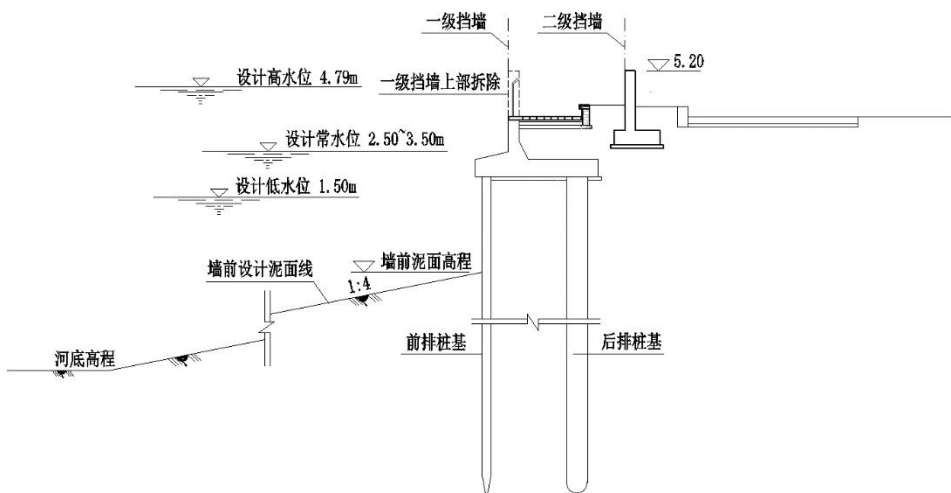 一级挡墙
二级挡墙
5.20
设计高水位 4.79m
一级挡墙上部拆除
设计常水位 2.50~3.50m
设计低水位 1.50m
墙前设计泥面线
墙前泥面高程
1:4
前排桩基
后排桩基
河底高程